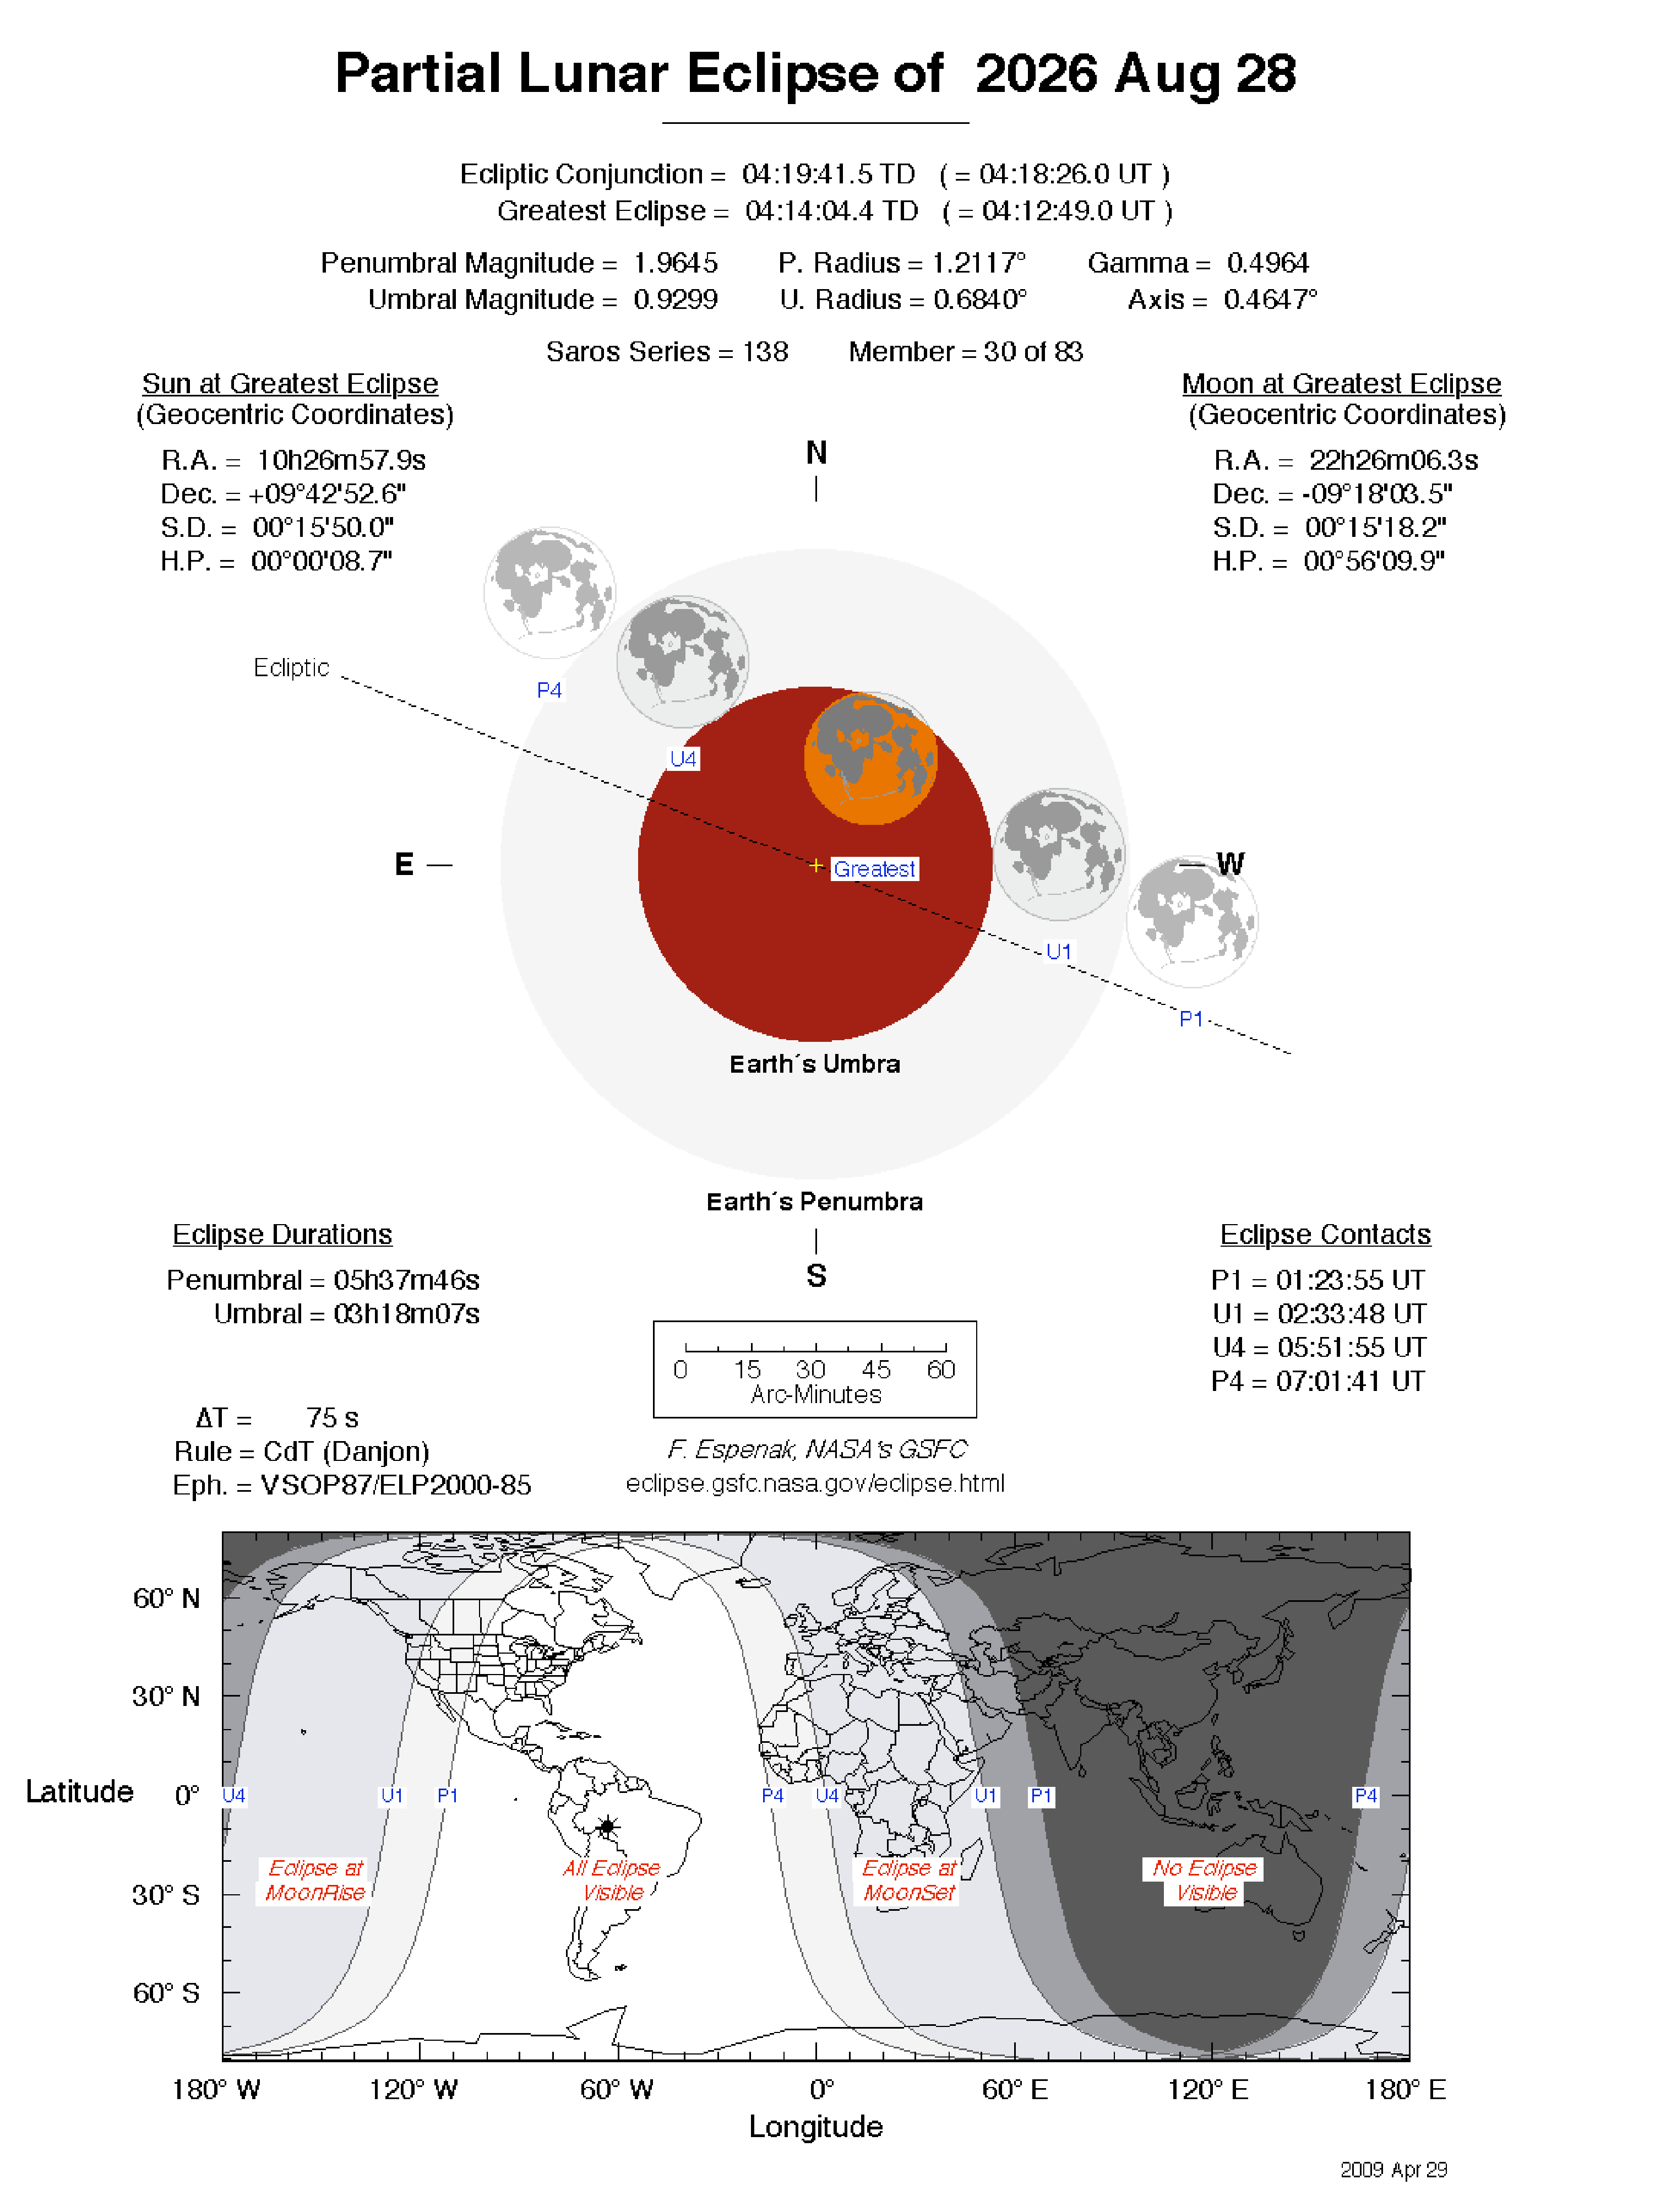 Partial Lunar Eclipse of 2026 Aug 28
Ecliptic Conjunction = 04:19:41.5 TD ( = 04:18:26.0 UT )
Greatest Eclipse = 04:14:04.4 TD ( = 04:12:49.0 UT )
Penumbral Magnitude = 1.9645 P. Radius = 1.2117° Gamma = 0.4964
Umbral Magnitude = 0.9299 U. Radius = 0.6840° Axis = 0.4647°
Saros Series = 138 Member = 30 of 83
Sun at Greatest Eclipse
(Geocentric Coordinates)
R.A. = 10h26m57.9s
Dec. = +09°42'52.6"
S.D. = 00°15'50.0"
H.P. = 00°00'08.7"
Moon at Greatest Eclipse
(Geocentric Coordinates)
R.A. = 22h26m06.3s
Dec. = -09°18'03.5"
S.D. = 00°15'18.2"
H.P. = 00°56'09.9"
N
Ecliptic
P4
U4
E
Greatest
W
U1
P1
Earth´s Umbra
Earth´s Penumbra
S
Eclipse Durations
Penumbral = 05h37m46s
Umbral = 03h18m07s
Eclipse Contacts
P1 = 01:23:55 UT
U1 = 02:33:48 UT
U4 = 05:51:55 UT
P4 = 07:01:41 UT
0 15 30 45 60
Arc-Minutes
ΔT = 75 s
Rule = CdT (Danjon)
Eph. = VSOP87/ELP2000-85
F. Espenak, NASA's GSFC
eclipse.gsfc.nasa.gov/eclipse.html
60° N
30° N
Latitude 0°
30° S
60° S
U4 U1 P1 P4 U4 U1 P1 P4
Eclipse at
MoonRise
All Eclipse
Visible
Eclipse at
MoonSet
No Eclipse
Visible
180° W 120° W 60° W 0° 60° E 120° E 180° E
Longitude
2009 Apr 29